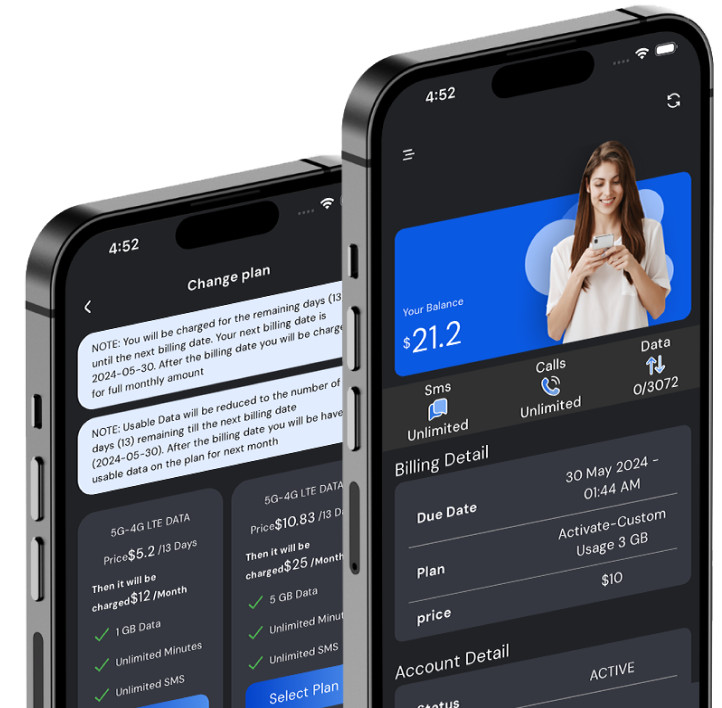 4:52
Change plan
NOTE: You will be charged for the remaining days (13
until the next billing date. Your next billing date is
2024-05-30. After the billing date you will be charge
for full monthly amount
NOTE: Usable Data will be reduced to the number of
days (13) remaining till the next billing date
(2024-05-30). After the billing date you will be have
usable data on the plan for next month
5G-4G LTE DATA
Price$5.2 /13 Days
Then it will be
charged$12 /Month
1 GB Data
Unlimited Minutes
Unlimited SMS
5G-4G LTE DATA
Price$10.83 /13 D
Then it will be
charged$25 /Month
5 GB Data
Unlimited Minut
Unlimited SMS
Select Plan
4:52
Your Balance
$21.2
Sms
Unlimited
Calls
Unlimited
Data
0/3072
Billing Detail
Due Date
30 May 2024 -
01:44 AM
Plan
Activate-Custom
Usage 3 GB
price
$10
Account Detail
Status
ACTIVE